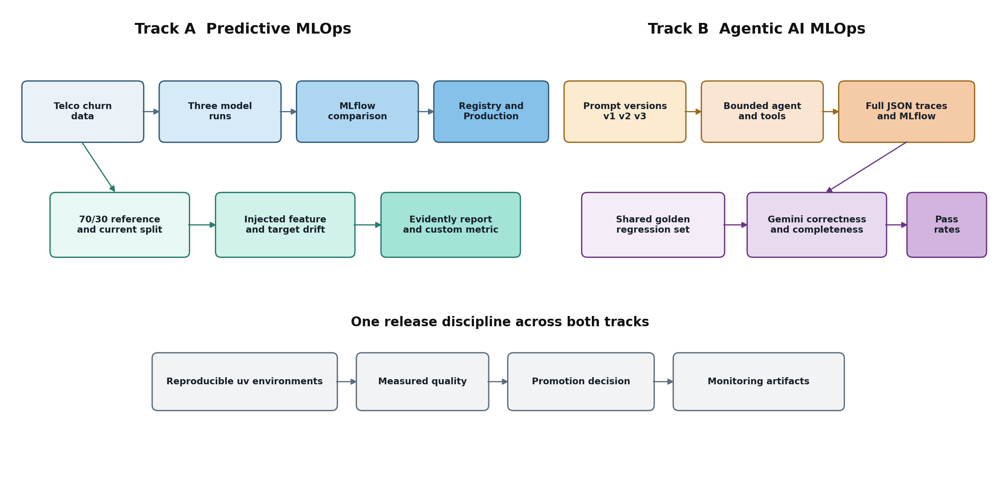 Track A  Predictive MLOps
Telco churn
data
Three model
runs
MLflow
comparison
Registry and
Production
70/30 reference
and current split
Injected feature
and target drift
Evidently report
and custom metric
Track B  Agentic AI MLOps
Prompt versions
v1 v2 v3
Bounded agent
and tools
Full JSON traces
and MLflow
Shared golden
regression set
Gemini correctness
and completeness
Pass
rates
One release discipline across both tracks
Reproducible uv environments
Measured quality
Promotion decision
Monitoring artifacts